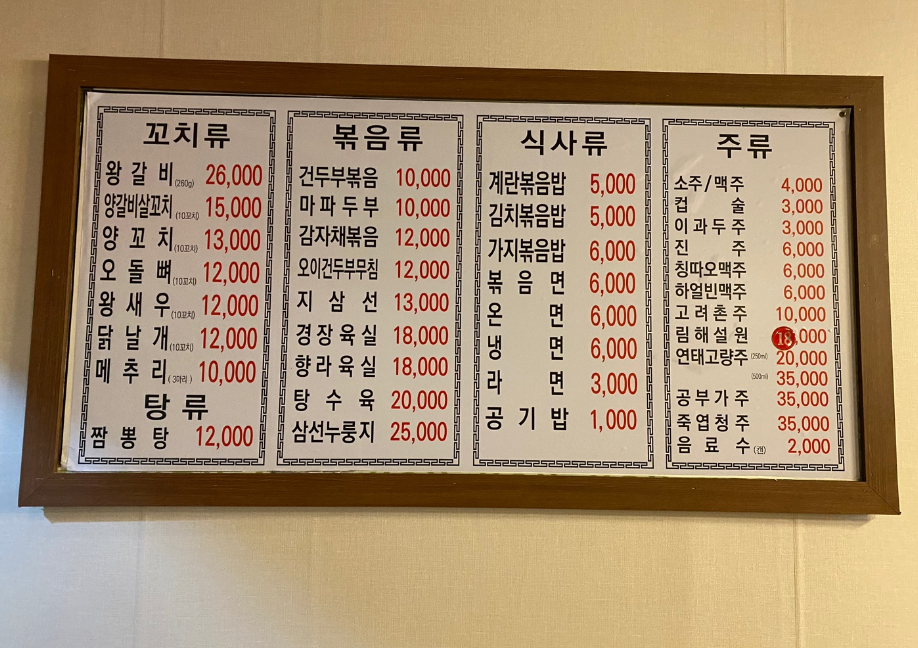 꼬치류
왕갈비(260g) 26,000
양갈비살꼬치(10꼬치) 15,000
양꼬치(10꼬치) 13,000
오돌뼈(10꼬치) 12,000
왕새우(10꼬치) 12,000
닭날개(10꼬치) 12,000
메추리(3마리) 10,000
탕류
짬뽕탕 12,000
볶음류
건두부볶음 10,000
마파두부 10,000
감자채볶음 12,000
오이건두부무침 12,000
지삼선 13,000
경장육실 18,000
향라육실 18,000
탕수육 20,000
삼선누룽지 25,000
식사류
계란볶음밥 5,000
김치볶음밥 5,000
가지볶음밥 6,000
볶음면 6,000
온면 6,000
냉면 6,000
라면 3,000
공기밥 1,000
주류
소주/맥주 4,000
컵술 3,000
이과두주 3,000
진주 6,000
칭따오맥주 6,000
하얼빈맥주 6,000
고려촌주 10,000
림해설원 18,000
연태고량주(250ml) 20,000
(500ml) 35,000
공부가주 35,000
죽엽청주 35,000
음료수(캔) 2,000